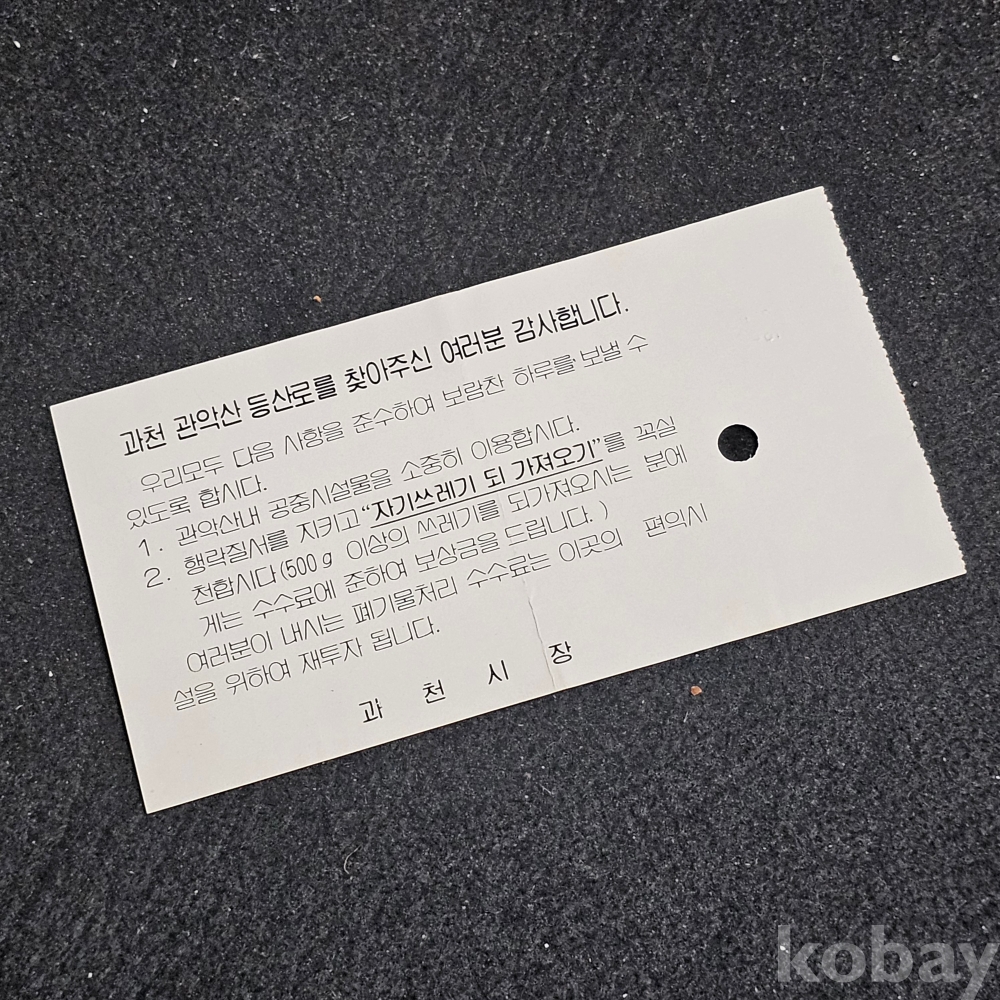 과천 관악산 등산로를 찾아주신 여러분 감사합니다.
우리모두 다음 사항을 준수하여 보람찬 하루를 보낼 수
있도록 합시다.
1. 관악산내 공중시설물을 소중히 이용합시다.
2. 행락질서를 지키고 “자기쓰레기 되 가져오기”를 꼭실
천합시다(500g 이상의 쓰레기를 되가져오시는 분에
게는 수수료에 준하여 보상금을 드립니다.)
여러분이 내시는 폐기물처리 수수료는 이곳의 편익시
설을 위하여 재투자 됩니다.
과 천 시 장
kobay